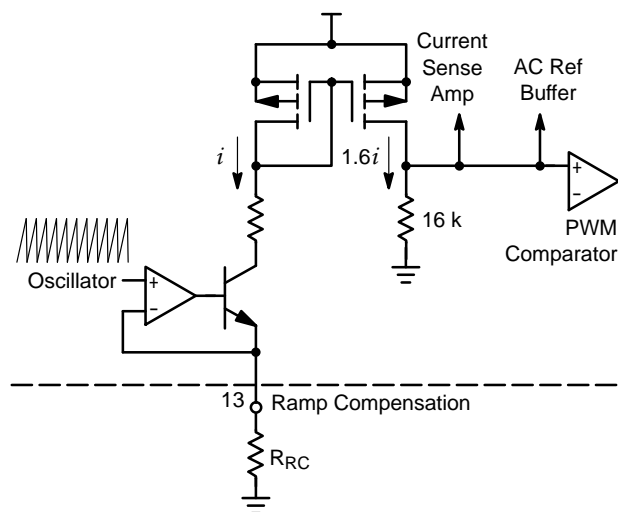 Current
Sense
Amp
AC Ref
Buffer
i
1.6i
16 k
+
−
PWM
Comparator
Oscillator
+
−
13
Ramp Compensation
RRC